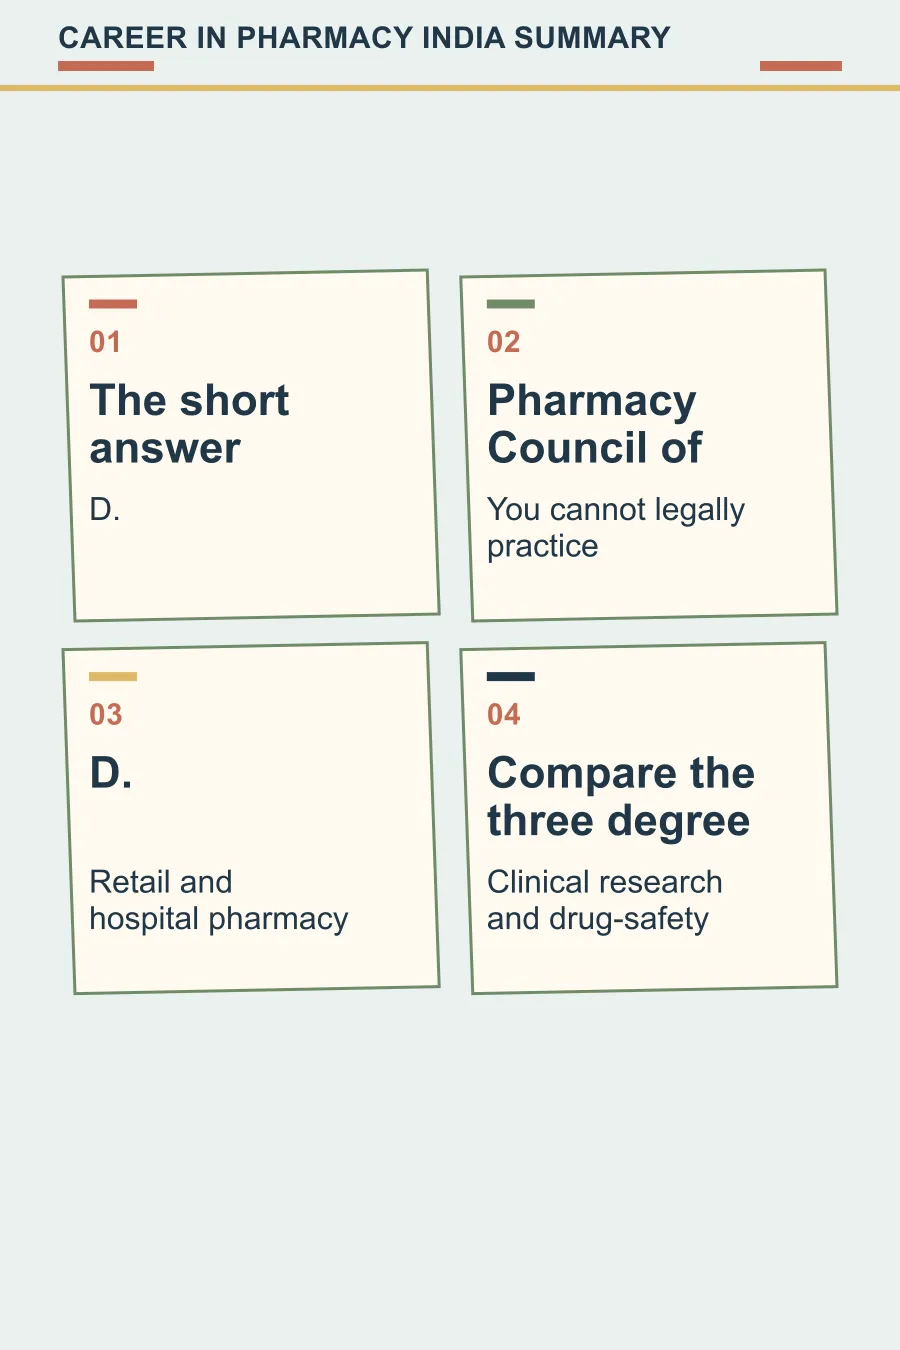 CAREER IN PHARMACY INDIA SUMMARY
01
The short
answer
D.
02
Pharmacy
Council of
You cannot legally
practice
03
D.
Retail and
hospital pharmacy
04
Compare the
three degree
Clinical research
and drug-safety